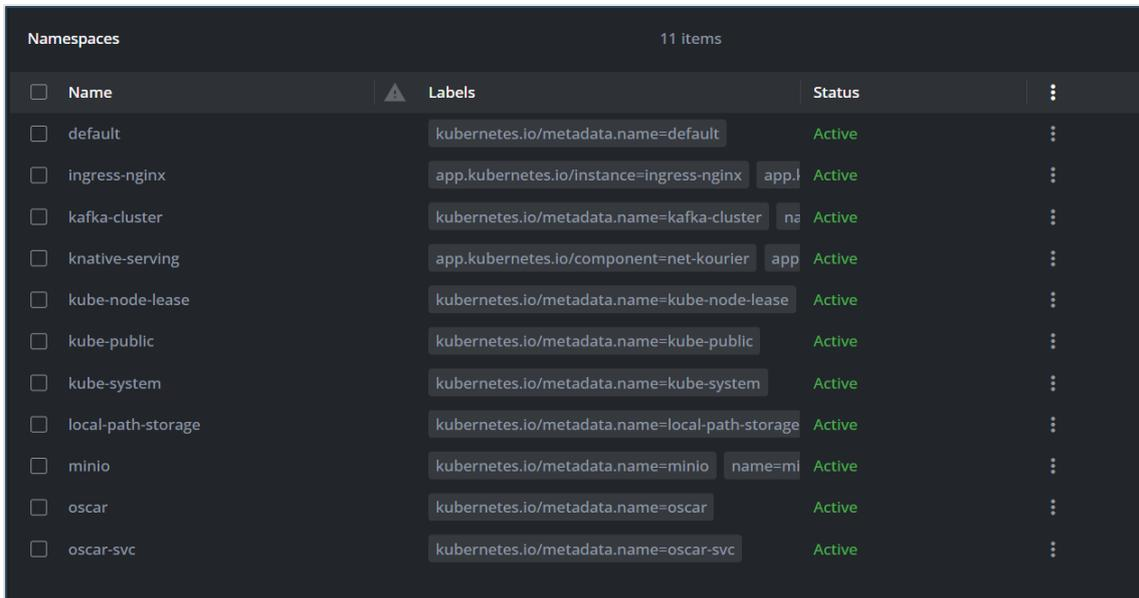 Namespaces 11 items
Name Labels Status
default kubernetes.io/metadata.name=default Active
ingress-nginx app.kubernetes.io/instance=ingress-nginx app.k Active
kafka-cluster kubernetes.io/metadata.name=kafka-cluster na Active
knative-serving app.kubernetes.io/component=net-kourier app Active
kube-node-lease kubernetes.io/metadata.name=kube-node-lease Active
kube-public kubernetes.io/metadata.name=kube-public Active
kube-system kubernetes.io/metadata.name=kube-system Active
local-path-storage kubernetes.io/metadata.name=local-path-storage Active
minio kubernetes.io/metadata.name=minio name=mi Active
oscar kubernetes.io/metadata.name=oscar Active
oscar-svc kubernetes.io/metadata.name=oscar-svc Active